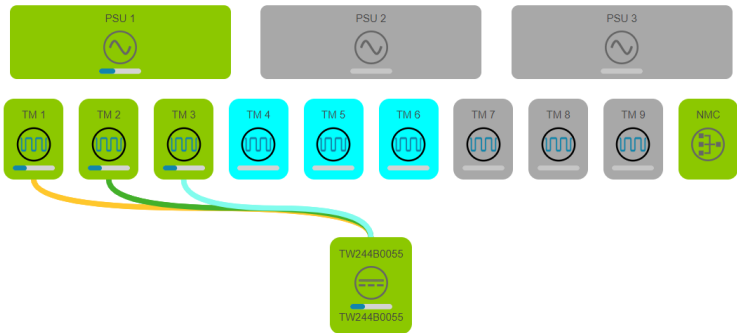 PSU 1
PSU 2
PSU 3
TM 1
TM 2
TM 3
TM 4
TM 5
TM 6
TM 7
TM 8
TM 9
NMC
TW244B0055
TW244B0055